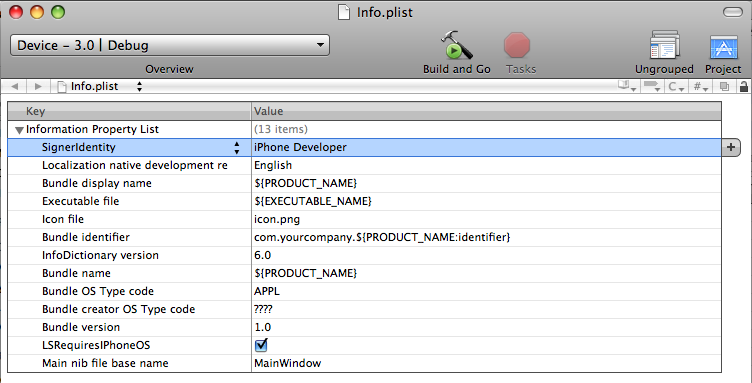 Info.plist
Device – 3.0 | Debug
Overview Build and Go Tasks Ungrouped Project
Info.plist C #
Key Value
Information Property List (13 items)
SignerIdentity iPhone Developer
Localization native development re English
Bundle display name ${PRODUCT_NAME}
Executable file ${EXECUTABLE_NAME}
Icon file icon.png
Bundle identifier com.yourcompany.${PRODUCT_NAME:identifier}
InfoDictionary version 6.0
Bundle name ${PRODUCT_NAME}
Bundle OS Type code APPL
Bundle creator OS Type code ????
Bundle version 1.0
LSRequiresIPhoneOS
Main nib file base name MainWindow